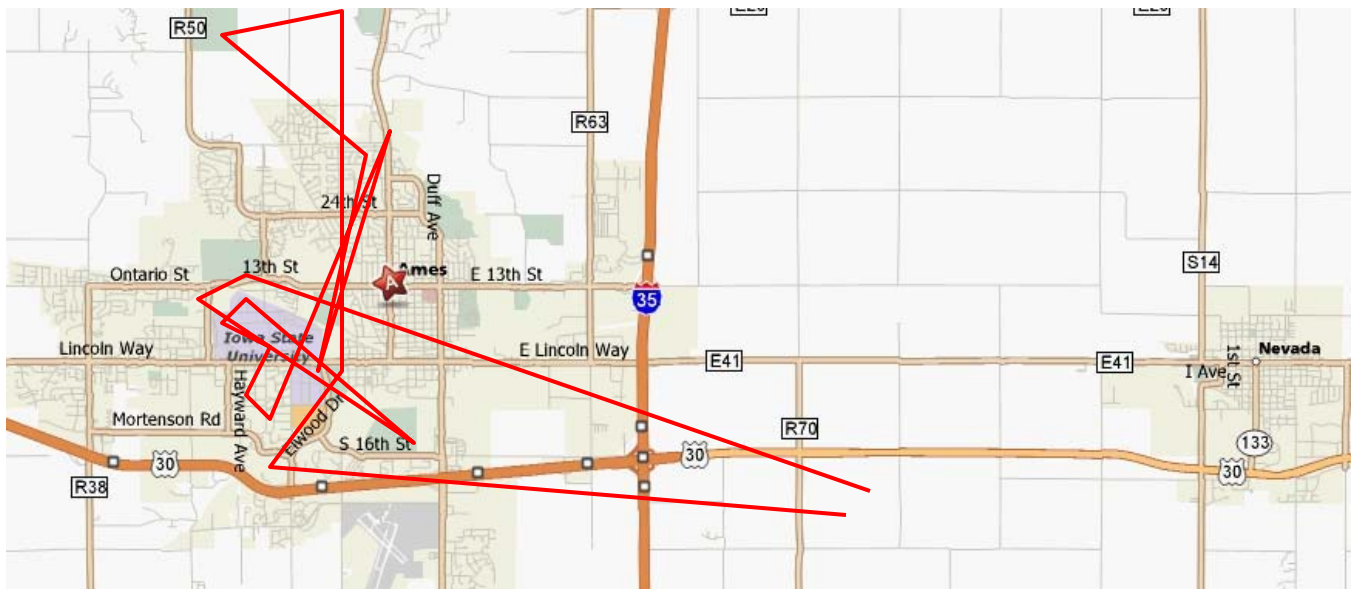 R50
R63
24th St
Duff Ave
Ontario St
13th St
Ames
A
E 13th St
35
S14
Iowa State
University
Lincoln Way
E Lincoln Way
E41
E41
1st St
Nevada
I Ave
Hayward Ave
Mortenson Rd
Elwood Dr
S 16th St
R70
133
30
30
30
R38